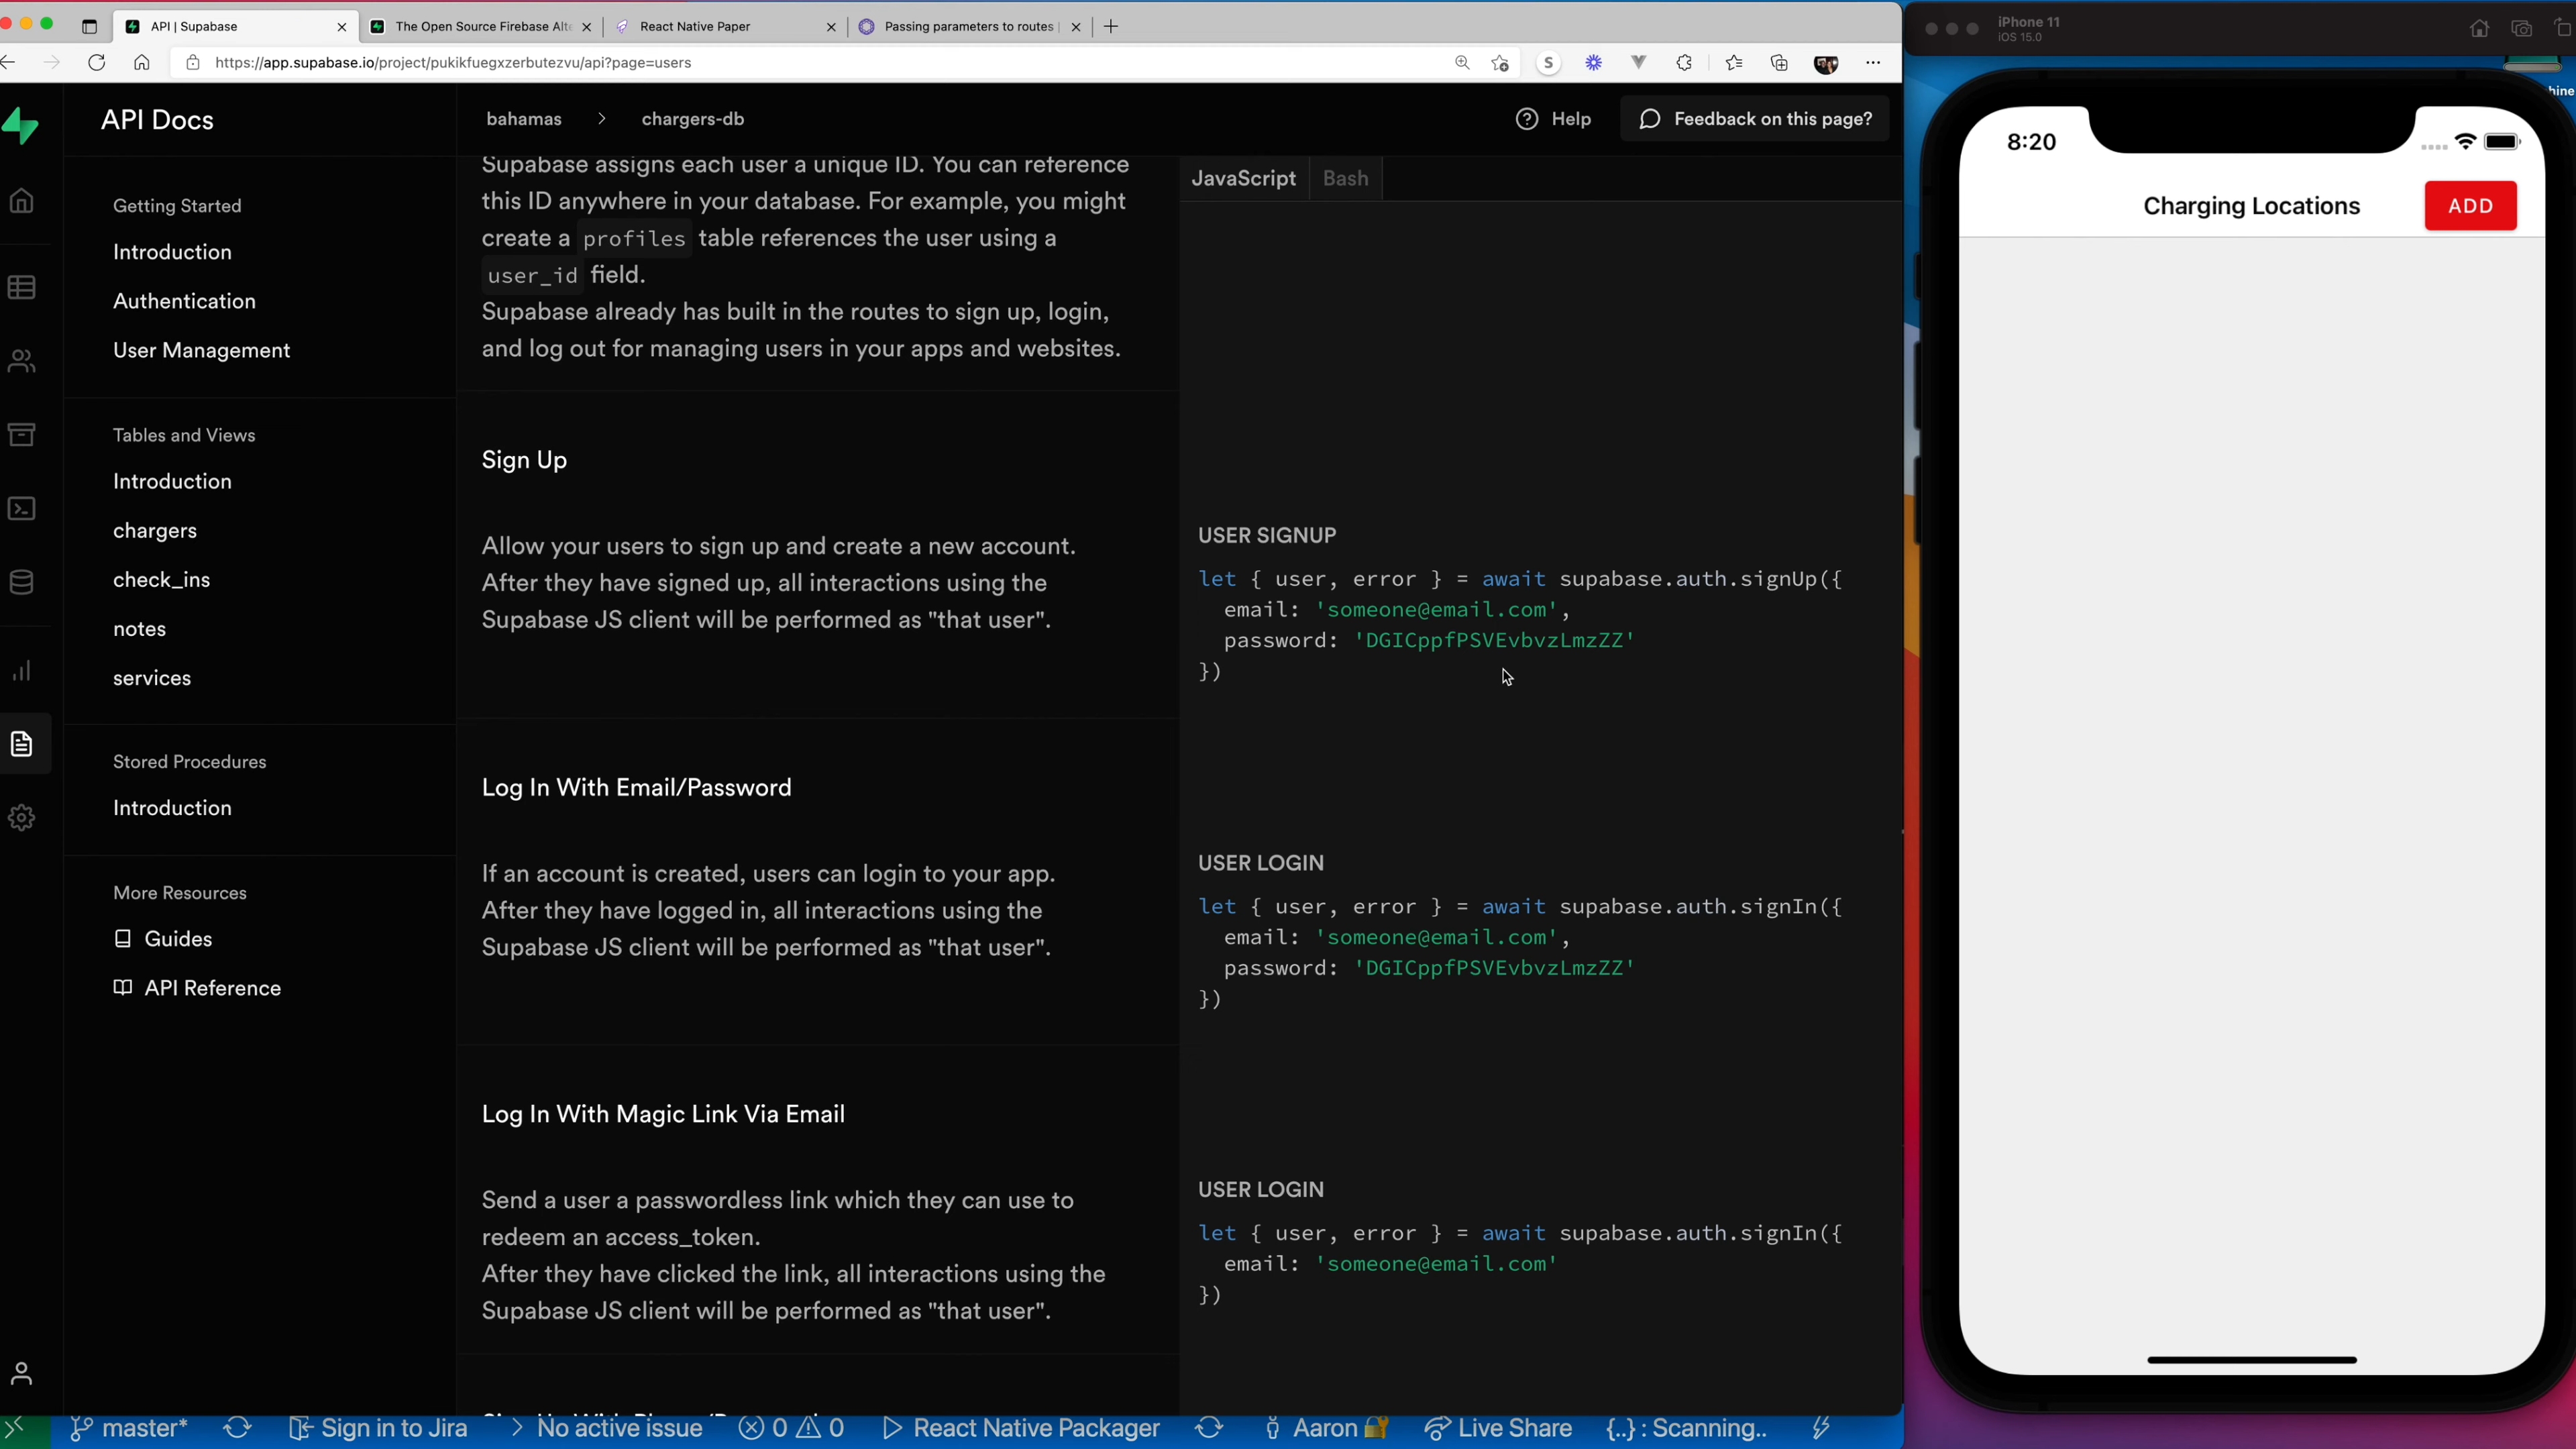 API | Supabase
The Open Source Firebase Alte
React Native Paper
Passing parameters to routes |
https://app.supabase.io/project/pukikfuegxzerbutezvu/api?page=users
S
API Docs
bahamas > chargers-db
Help
Feedback on this page?
Getting Started
Introduction
Authentication
User Management
Tables and Views
Introduction
chargers
check_ins
notes
services
Stored Procedures
Introduction
More Resources
Guides
API Reference
Supabase assigns each user a unique ID. You can reference
this ID anywhere in your database. For example, you might
create a profiles table references the user using a
user_id field.
Supabase already has built in the routes to sign up, login,
and log out for managing users in your apps and websites.
Sign Up
Allow your users to sign up and create a new account.
After they have signed up, all interactions using the
Supabase JS client will be performed as "that user".
Log In With Email/Password
If an account is created, users can login to your app.
After they have logged in, all interactions using the
Supabase JS client will be performed as "that user".
Log In With Magic Link Via Email
Send a user a passwordless link which they can use to
redeem an access_token.
After they have clicked the link, all interactions using the
Supabase JS client will be performed as "that user".
JavaScript
Bash
USER SIGNUP
let { user, error } = await supabase.auth.signUp({
email: 'someone@email.com',
password: 'DGICppfPSVEvbvzLmzZZ'
})
USER LOGIN
let { user, error } = await supabase.auth.signIn({
email: 'someone@email.com',
password: 'DGICppfPSVEvbvzLmzZZ'
})
USER LOGIN
let { user, error } = await supabase.auth.signIn({
email: 'someone@email.com'
})
master*
Sign in to Jira
> No active issue
0
0
React Native Packager
Aaron
Live Share
{..} : Scanning..
iPhone 11
iOS 15.0
hine
8:20
Charging Locations
ADD